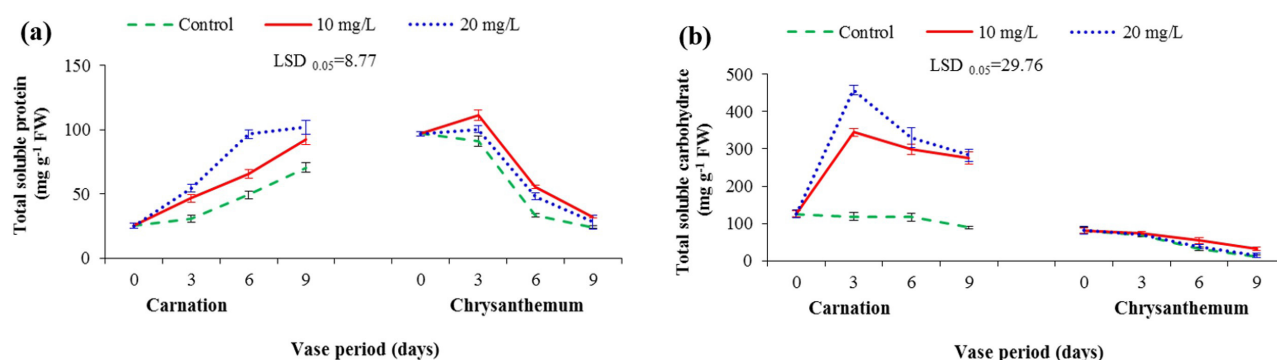 (a)
Control 10 mg/L 20 mg/L
LSD 0.05=8.77
Total soluble protein
(mg g-1 FW)
150
100
50
0
0 3 6 9 0 3 6 9
Carnation Chrysanthemum
Vase period (days)
(b)
Control 10 mg/L 20 mg/L
LSD 0.05=29.76
Total soluble carbohydrate
(mg g-1 FW)
500
400
300
200
100
0
0 3 6 9 0 3 6 9
Carnation Chrysanthemum
Vase period (days)